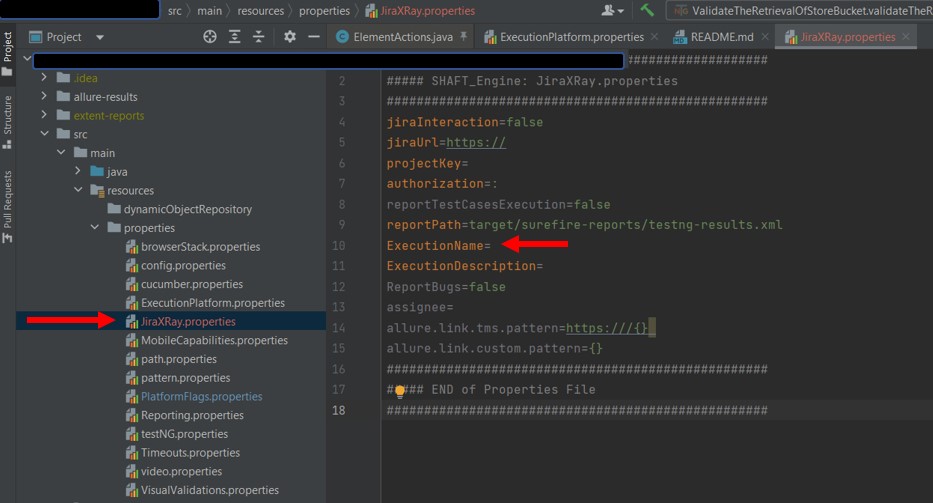 src
main
resources
properties
JiraXRay.properties
ValidateTheRetrievalOfStoreBucket.validateTheR
Project
ElementActions.java
ExecutionPlatform.properties
README.md
JiraXRay.properties
Project
Structure
Pull Requests
.idea
allure-results
extent-reports
src
main
java
resources
dynamicObjectRepository
properties
browserStack.properties
config.properties
cucumber.properties
ExecutionPlatform.properties
JiraXRay.properties
MobileCapabilities.properties
path.properties
pattern.properties
PlatformFlags.properties
Reporting.properties
testNG.properties
Timeouts.properties
video.properties
VisualValidations.properties
###################
2 ##### SHAFT_Engine: JiraXRay.properties
3 ###################################################
4 jiraInteraction=false
5 jiraUrl=https://
6 projectKey=
7 authorization=:
8 reportTestCasesExecution=false
9 reportPath=target/surefire-reports/testng-results.xml
10 ExecutionName=
11 ExecutionDescription=
12 ReportBugs=false
13 assignee=
14 allure.link.tms.pattern=https:///{}
15 allure.link.custom.pattern={}
16 ###################################################
17 ##### END of Properties File
18 ###################################################